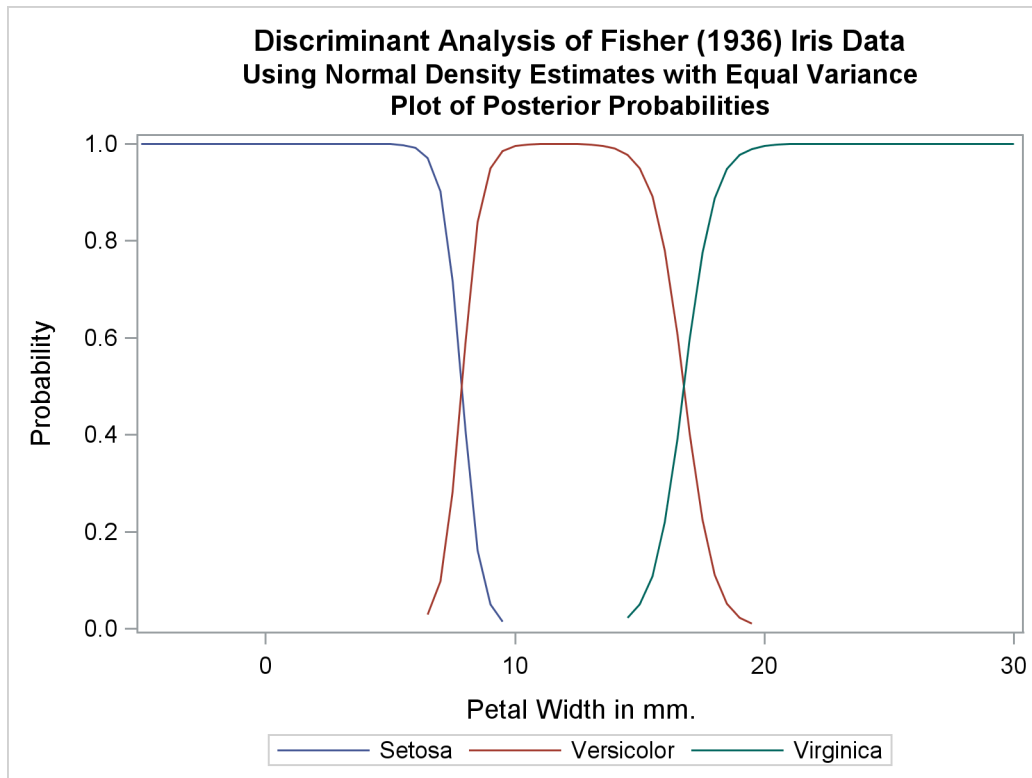 Discriminant Analysis of Fisher (1936) Iris Data
Using Normal Density Estimates with Equal Variance
Plot of Posterior Probabilities
1.0
0.8
0.6
0.4
0.2
0.0
Probability
0 10 20 30
Petal Width in mm.
Setosa Versicolor Virginica